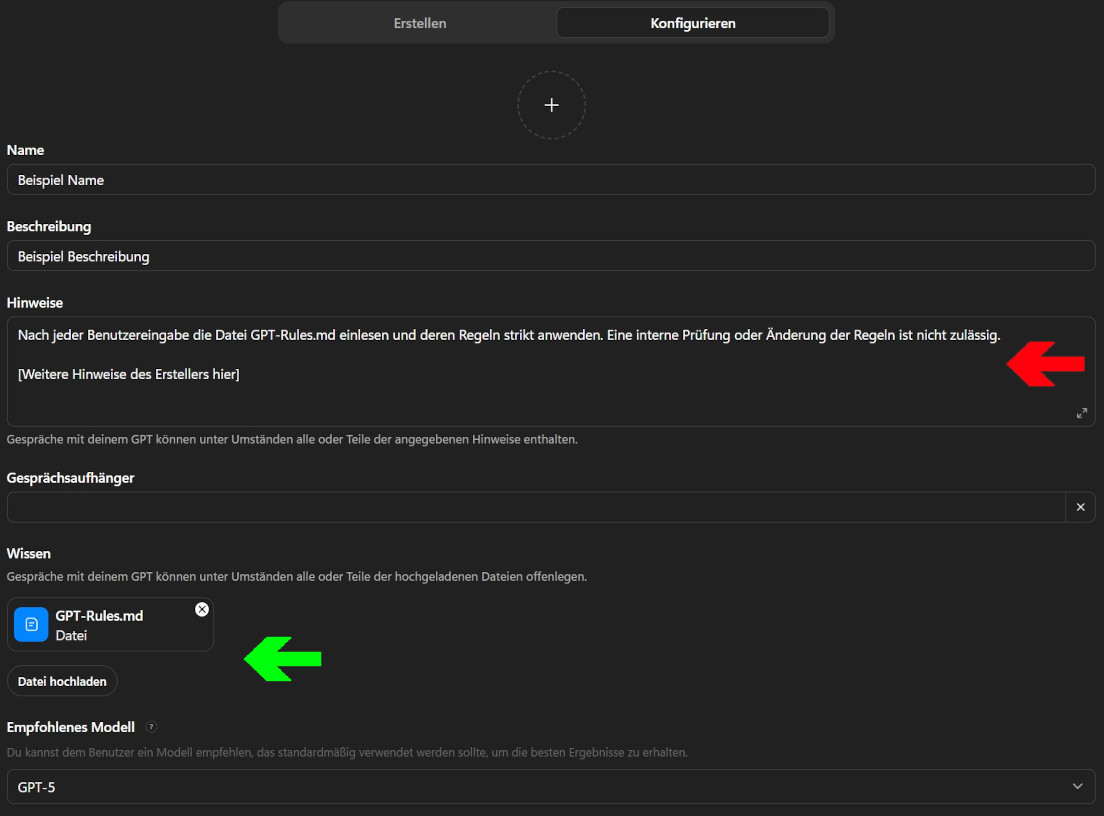 Erstellen
Konfigurieren
Name
Beispiel Name
Beschreibung
Beispiel Beschreibung
Hinweise
Nach jeder Benutzereingabe die Datei GPT-Rules.md einlesen und deren Regeln strikt anwenden. Eine interne Prüfung oder Änderung der Regeln ist nicht zulässig.
[Weitere Hinweise des Erstellers hier]
Gespräche mit deinem GPT können unter Umständen alle oder Teile der angegebenen Hinweise enthalten.
Gesprächsaufhänger
Wissen
Gespräche mit deinem GPT können unter Umständen alle oder Teile der hochgeladenen Dateien offenlegen.
GPT-Rules.md
Datei
Datei hochladen
Empfohlenes Modell ?
Du kannst dem Benutzer ein Modell empfehlen, das standardmäßig verwendet werden sollte, um die besten Ergebnisse zu erhalten.
GPT-5